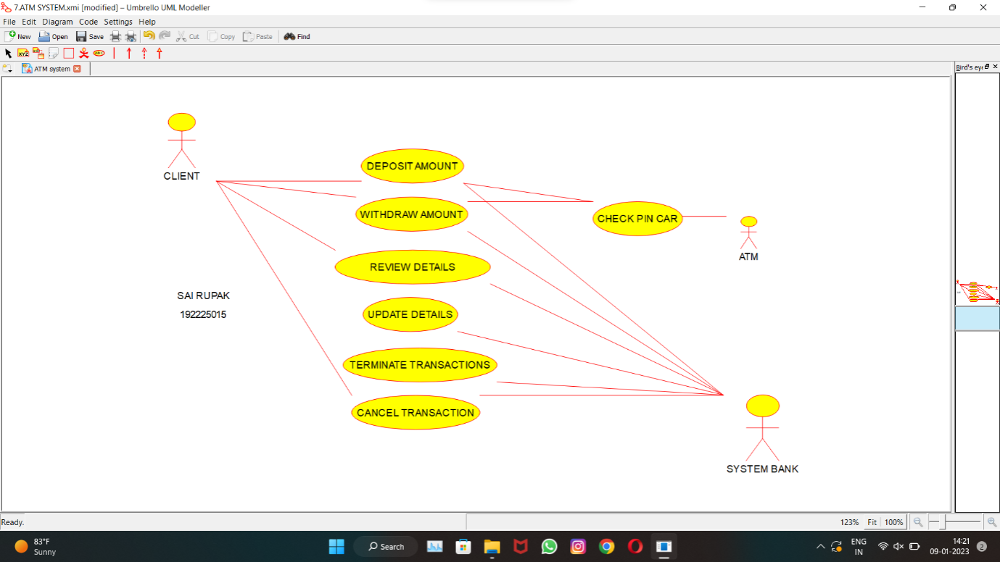 7.ATM SYSTEM.xmi [modified] – Umbrello UML Modeller
File Edit Diagram Code Settings Help
New Open Save Cut Copy Paste Find
XYZ ABC
ATM system
Bird's eye
CLIENT
DEPOSIT AMOUNT
WITHDRAW AMOUNT
CHECK PIN CAR
ATM
REVIEW DETAILS
SAI RUPAK
192225015
UPDATE DETAILS
TERMINATE TRANSACTIONS
CANCEL TRANSACTION
SYSTEM BANK
Ready.
123% Fit 100%
83°F
Sunny
Search
ENG
IN
14:21
09-01-2023
2